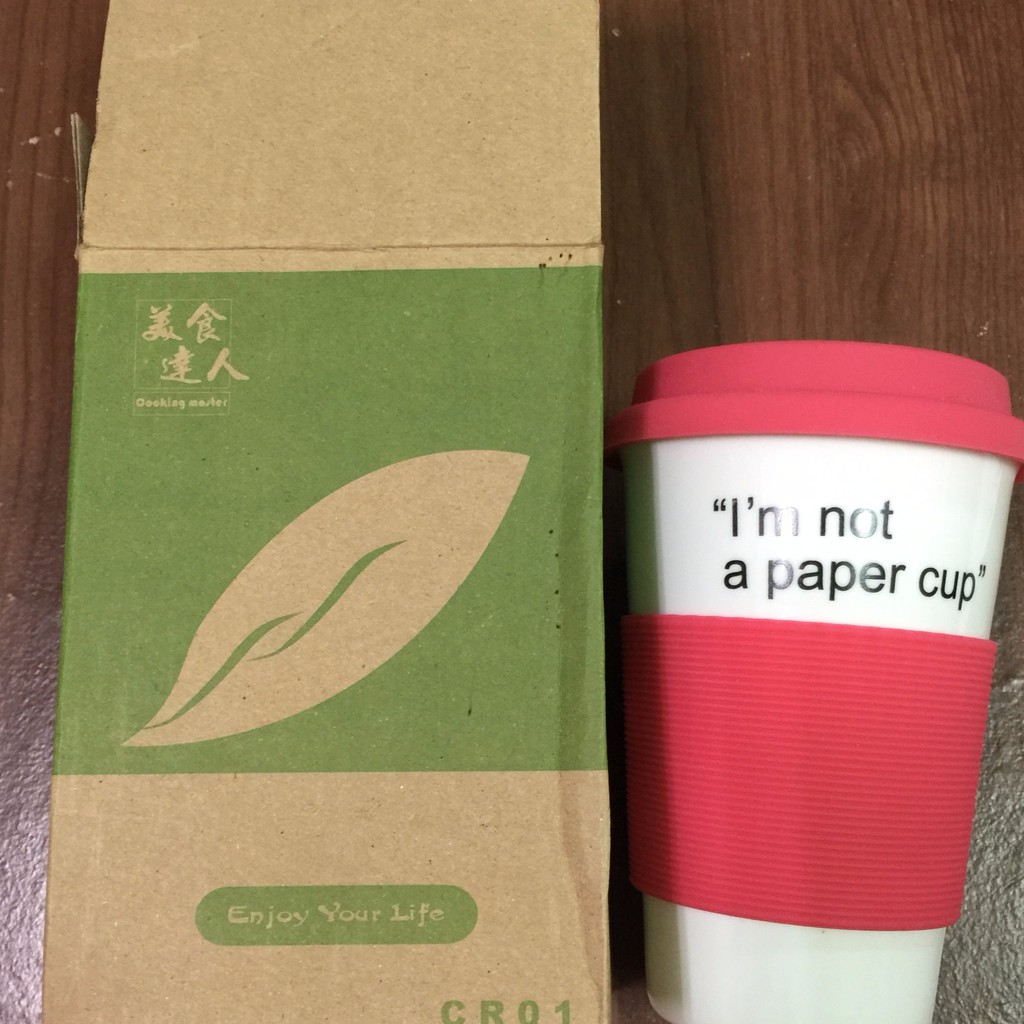 美食
達人
Cooking master
Enjoy Your Life
CR01
“I’m not
a paper cup”